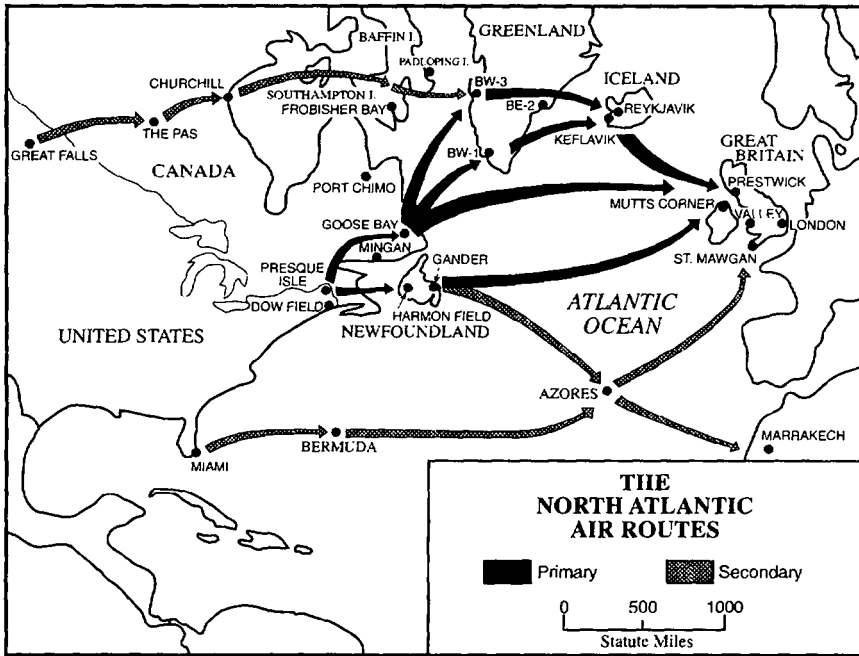 GREENLAND
BAFFIN I.
PADLOPING I.
CHURCHILL
BW-3
ICELAND
SOUTHAMPTON I.
FROBISHER BAY
BE-2
REYKJAVIK
THE PAS
KEFLAVIK
GREAT FALLS
GREAT
BRITAIN
CANADA
BW-1
PORT CHIMO
PRESTWICK
MUTTS CORNER
VALLEY
LONDON
GOOSE BAY
MINGAN
ST. MAWGAN
GANDER
PRESQUE
ISLE
DOW FIELD
HARMON FIELD
NEWFOUNDLAND
ATLANTIC
OCEAN
UNITED STATES
AZORES
BERMUDA
MARRAKECH
MIAMI
THE
NORTH ATLANTIC
AIR ROUTES
Primary
Secondary
0 500 1000
Statute Miles